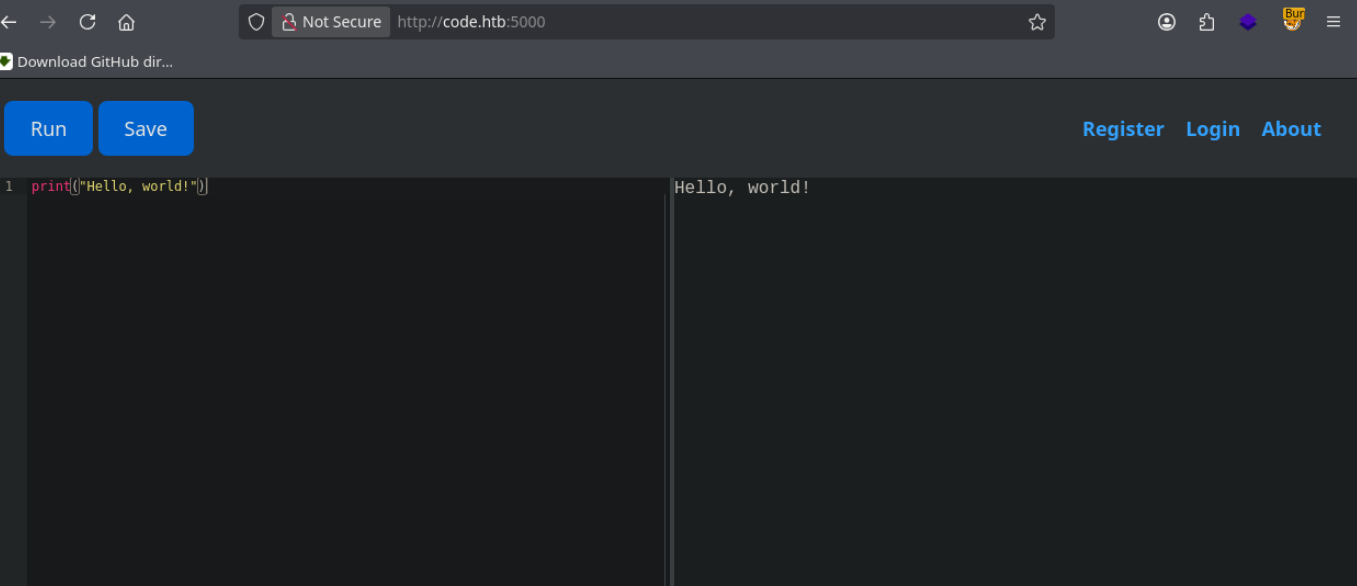 Not Secure http://code.htb:5000
Bur
Download GitHub dir...
Run Save Register Login About
1 print("Hello, world!") Hello, world!